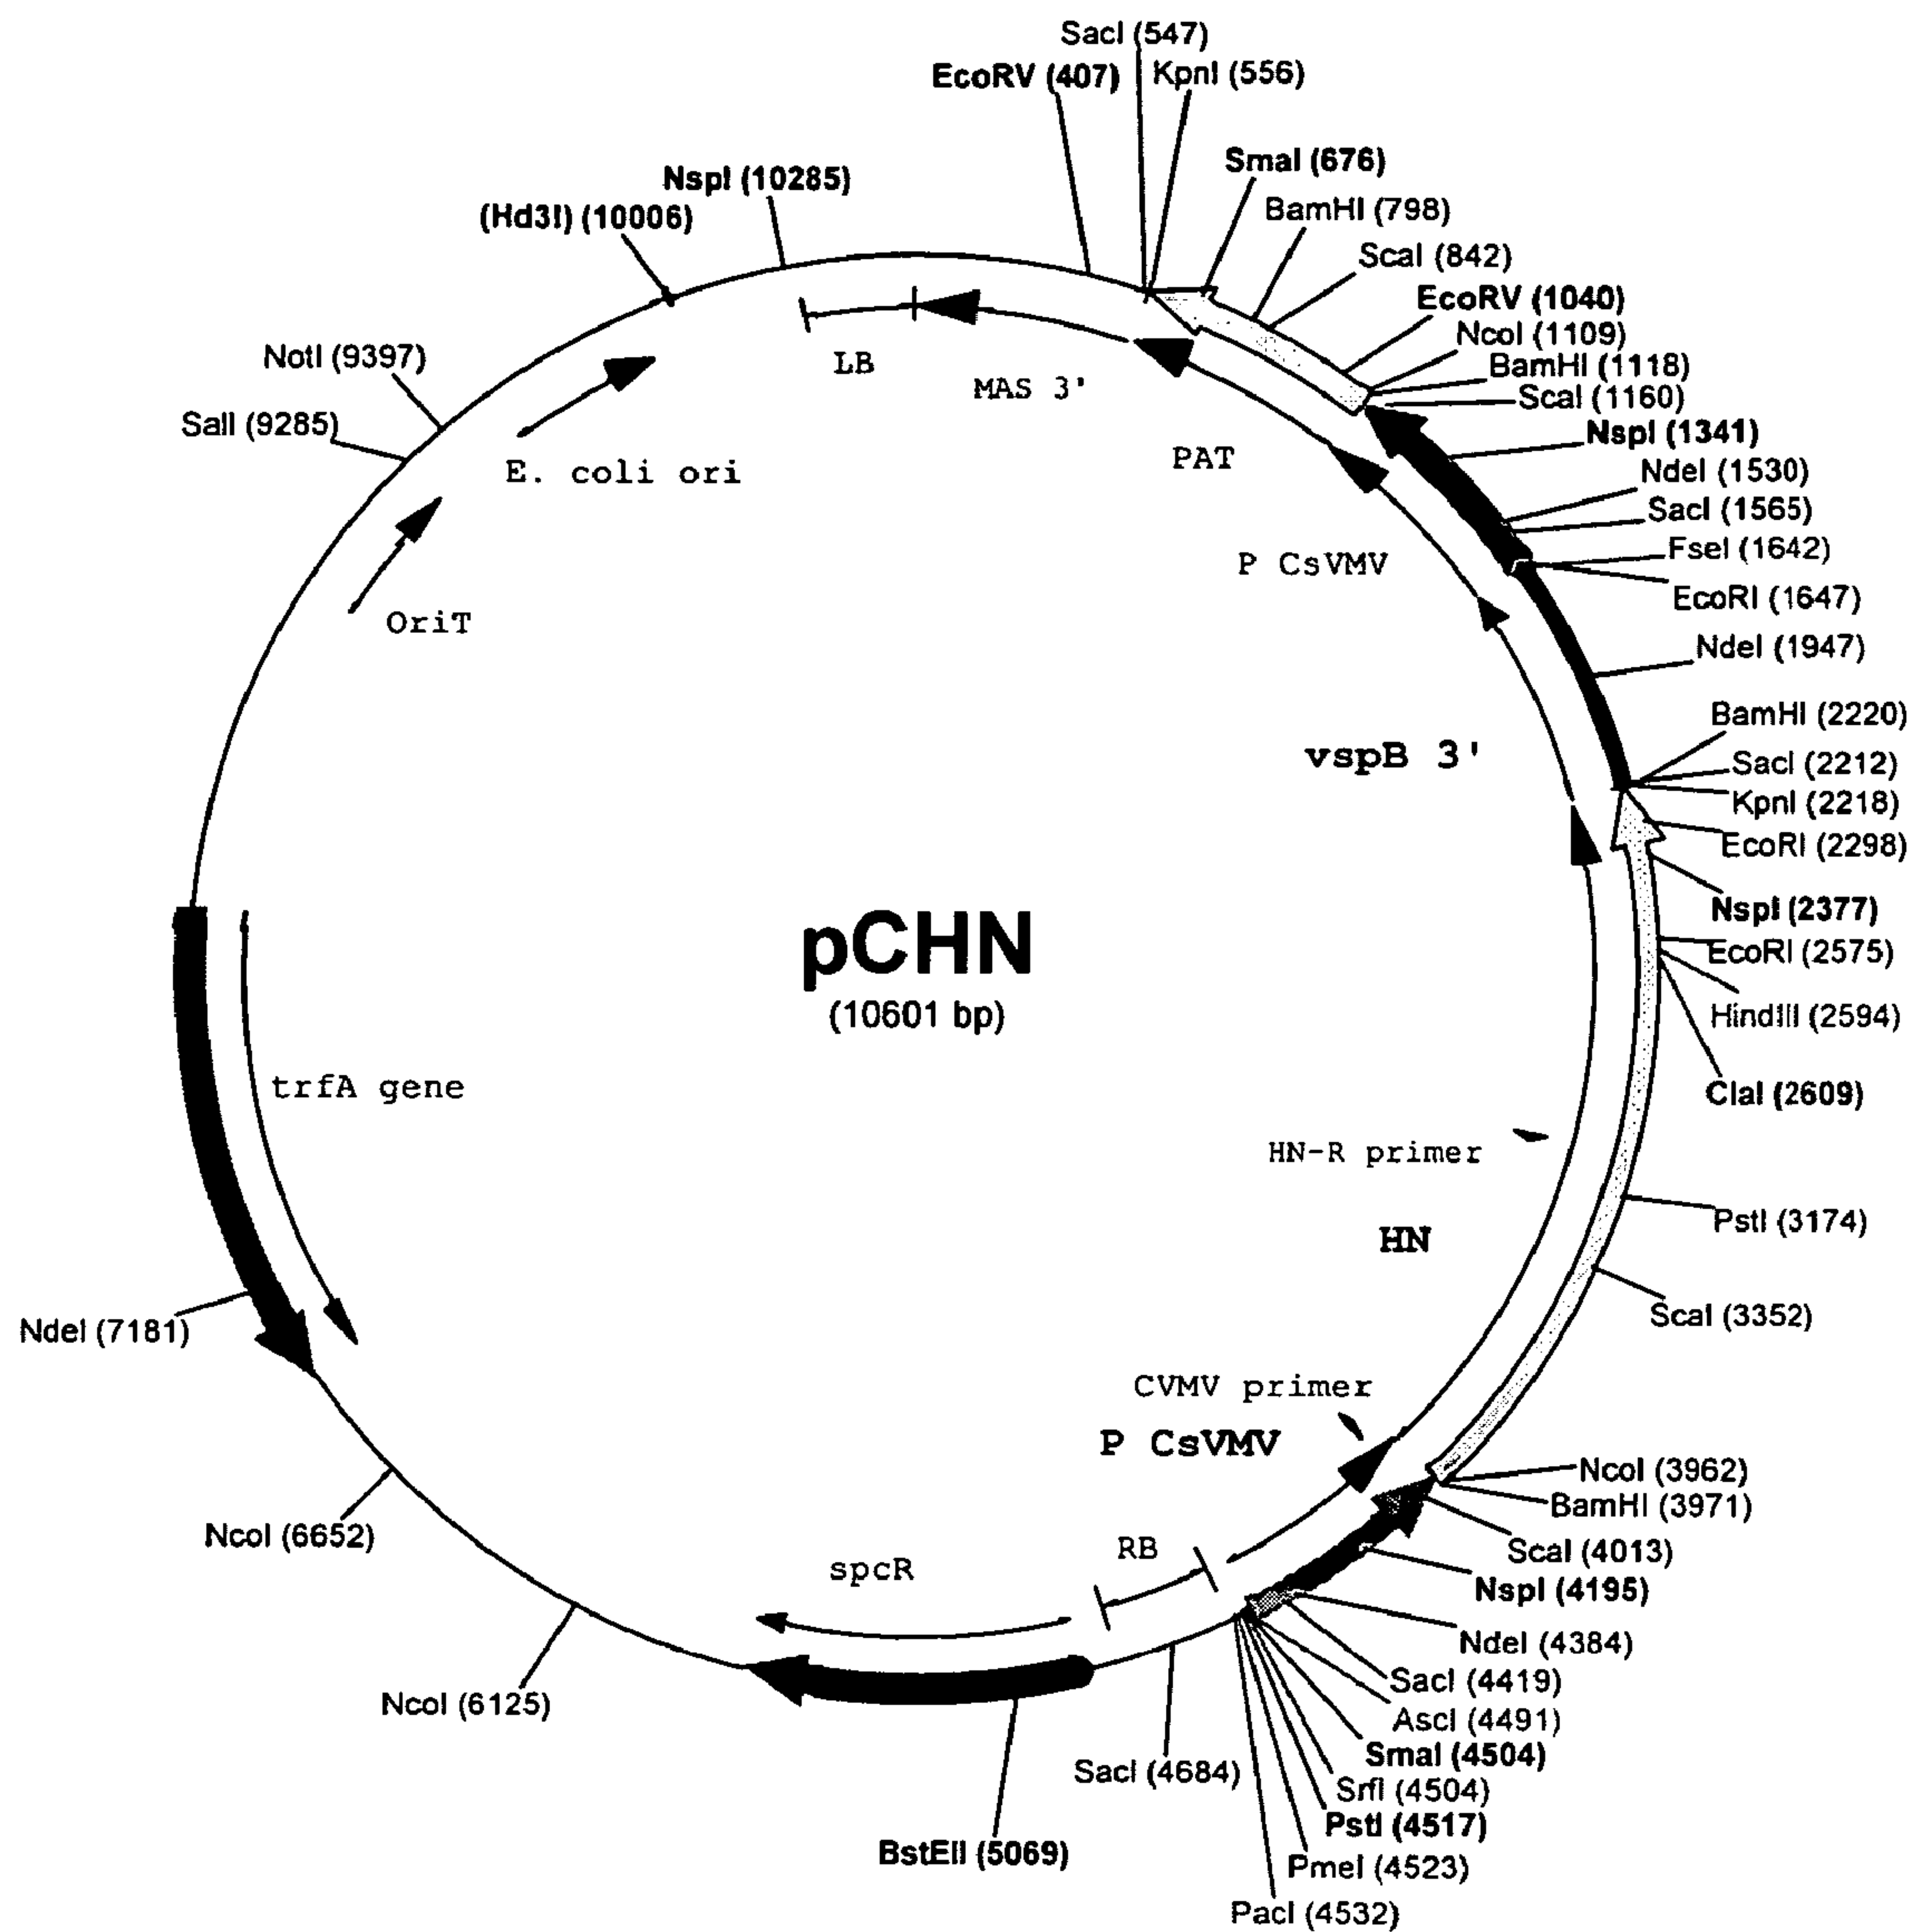 SacI (547)
EcoRV (407)
KpnI (556)
SmaI (676)
NspI (10285)
BamHI (798)
(Hd3I) (10006)
ScaI (842)
EcoRV (1040)
NcoI (1109)
NotI (9397)
LB
BamHI (1118)
MAS 3'
ScaI (1160)
SalI (9285)
NspI (1341)
PAT
E. coli ori
NdeI (1530)
SacI (1565)
FseI (1642)
P CsVMV
EcoRI (1647)
OriT
NdeI (1947)
BamHI (2220)
vspB 3'
SacI (2212)
KpnI (2218)
EcoRI (2298)
NspI (2377)
pCHN
EcoRI (2575)
(10601 bp)
HindIII (2594)
trfA gene
ClaI (2609)
HN-R primer
PstI (3174)
HN
ScaI (3352)
NdeI (7181)
CVMV primer
P CsVMV
NcoI (3962)
BamHI (3971)
NcoI (6652)
RB
ScaI (4013)
spcR
NspI (4195)
NdeI (4384)
SacI (4419)
NcoI (6125)
AscI (4491)
SmaI (4504)
SacI (4684)
SrfI (4504)
PstI (4517)
BstEII (5069)
PmeI (4523)
PacI (4532)